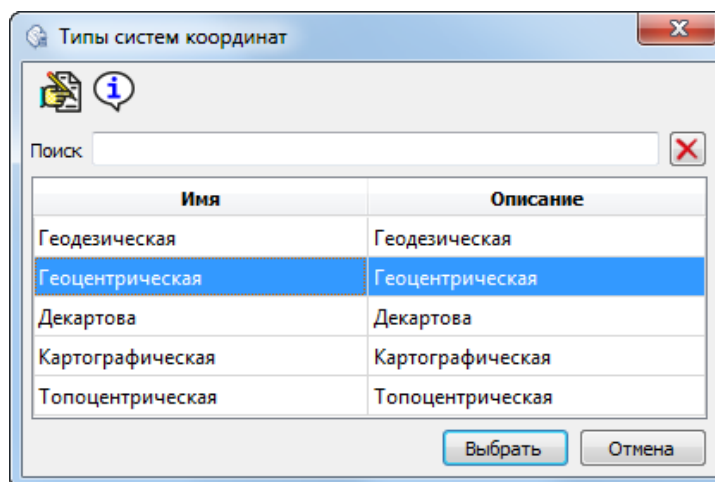 Типы систем координат
Поиск
Имя Описание
Геодезическая Геодезическая
Геоцентрическая Геоцентрическая
Декартова Декартова
Картографическая Картографическая
Топоцентрическая Топоцентрическая
Выбрать Отмена